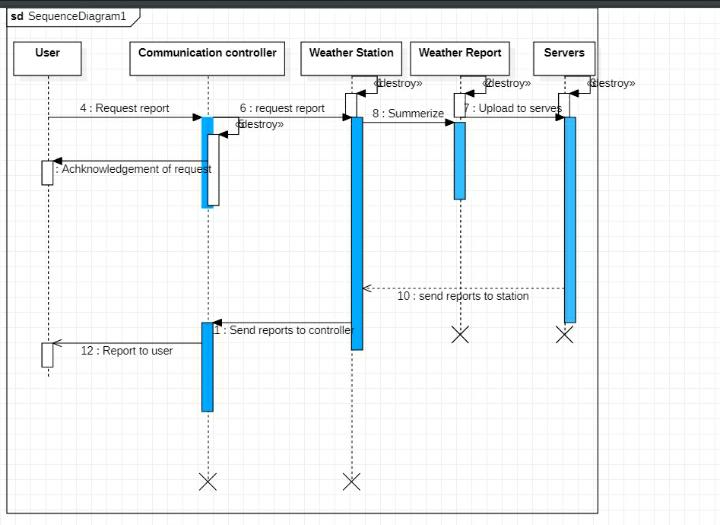 sd SequenceDiagram1
User
Communication controller
Weather Station
Weather Report
Servers
«destroy»
«destroy»
«destroy»
4 : Request report
6 : request report
8 : Summerize
7 : Upload to serves
«destroy»
: Achknowledgement of request
10 : send reports to station
1 : Send reports to controller
12 : Report to user